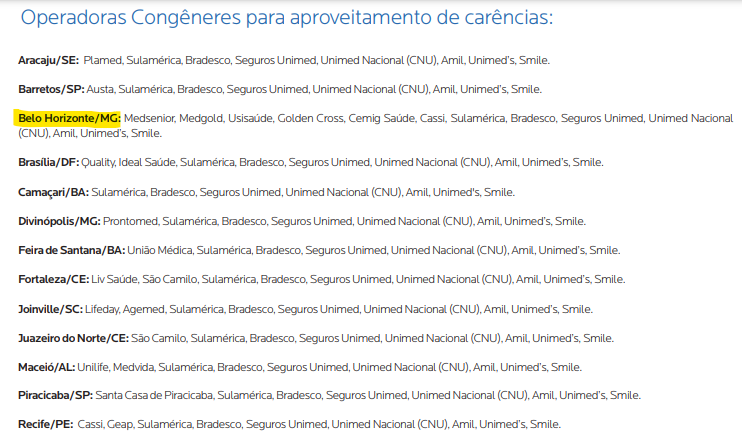 Operadoras Congêneres para aproveitamento de carências:
Aracaju/SE: Plamed, Sulamérica, Bradesco, Seguros Unimed, Unimed Nacional (CNU), Amil, Unimed's, Smile.
Barretos/SP: Austa, Sulamérica, Bradesco, Seguros Unimed, Unimed Nacional (CNU), Amil, Unimed's, Smile.
Belo Horizonte/MG: Medsenior, Medgold, Usisaúde, Golden Cross, Cemig Saúde, Cassi, Sulamérica, Bradesco, Seguros Unimed, Unimed Nacional
(CNU), Amil, Unimed's, Smile.
Brasília/DF: Quality, Ideal Saúde, Sulamérica, Bradesco, Seguros Unimed, Unimed Nacional (CNU), Amil, Unimed's, Smile.
Camaçari/BA: Sulamérica, Bradesco, Seguros Unimed, Unimed Nacional (CNU), Amil, Unimed's, Smile.
Divinópolis/MG: Prontomed, Sulamérica, Bradesco, Seguros Unimed, Unimed Nacional (CNU), Amil, Unimed's, Smile.
Feira de Santana/BA: União Médica, Sulamérica, Bradesco, Seguros Unimed, Unimed Nacional (CNU), Amil, Unimed's, Smile.
Fortaleza/CE: Liv Saúde, São Camilo, Sulamérica, Bradesco, Seguros Unimed, Unimed Nacional (CNU), Amil, Unimed's, Smile.
Joinville/SC: Lifeday, Agemed, Sulamérica, Bradesco, Seguros Unimed, Unimed Nacional (CNU), Amil, Unimed's, Smile.
Juazeiro do Norte/CE: São Camilo, Sulamérica, Bradesco, Seguros Unimed, Unimed Nacional (CNU), Amil, Unimed's, Smile.
Maceió/AL: Unilife, Medvida, Sulamérica, Bradesco, Seguros Unimed, Unimed Nacional (CNU), Amil, Unimed's, Smile.
Piracicaba/SP: Santa Casa de Piracicaba, Sulamérica, Bradesco, Seguros Unimed, Unimed Nacional (CNU), Amil, Unimed's, Smile.
Recife/PE: Cassi, Geap, Sulamérica, Bradesco, Seguros Unimed, Unimed Nacional (CNU), Amil, Unimed's, Smile.